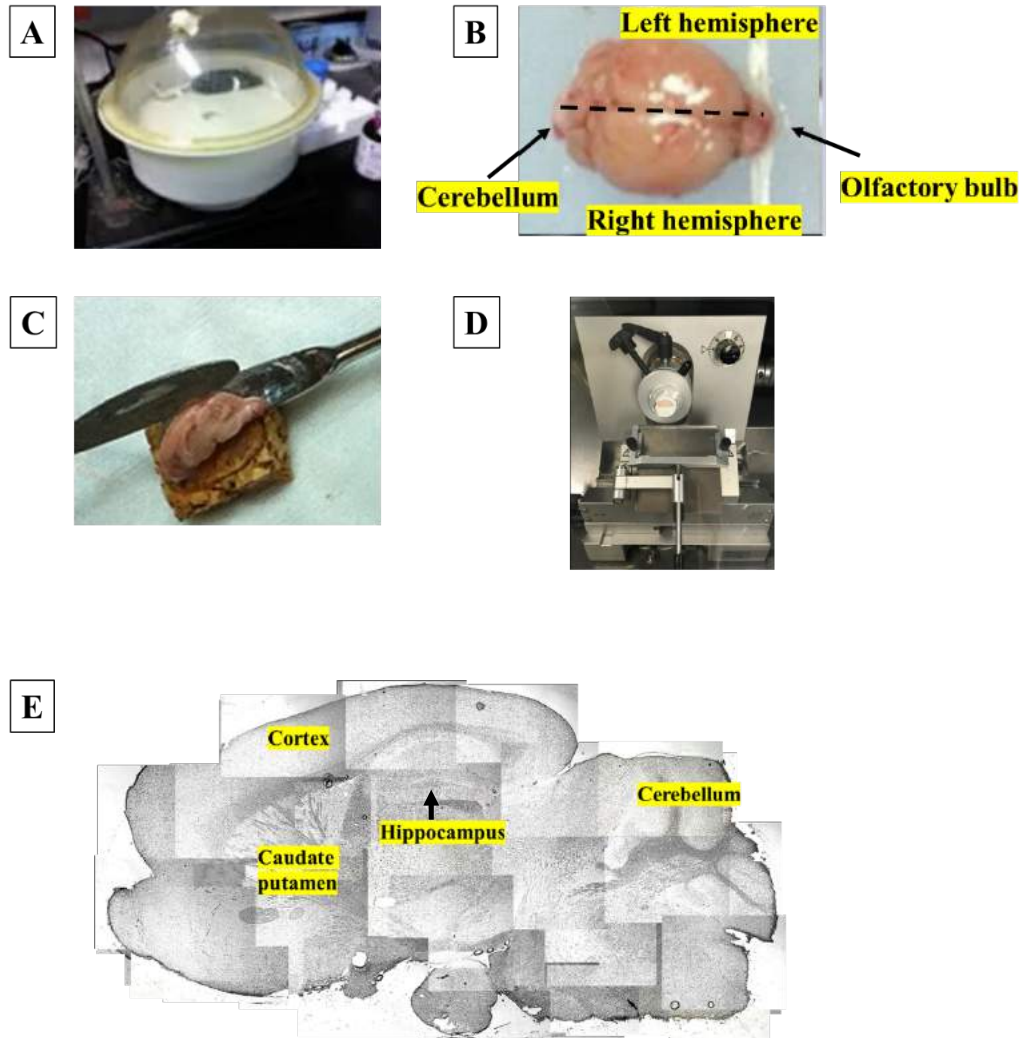 A
B
Left hemisphere
Cerebellum
Olfactory bulb
Right hemisphere
C
D
E
Cortex
Cerebellum
Hippocampus
Caudate
putamen